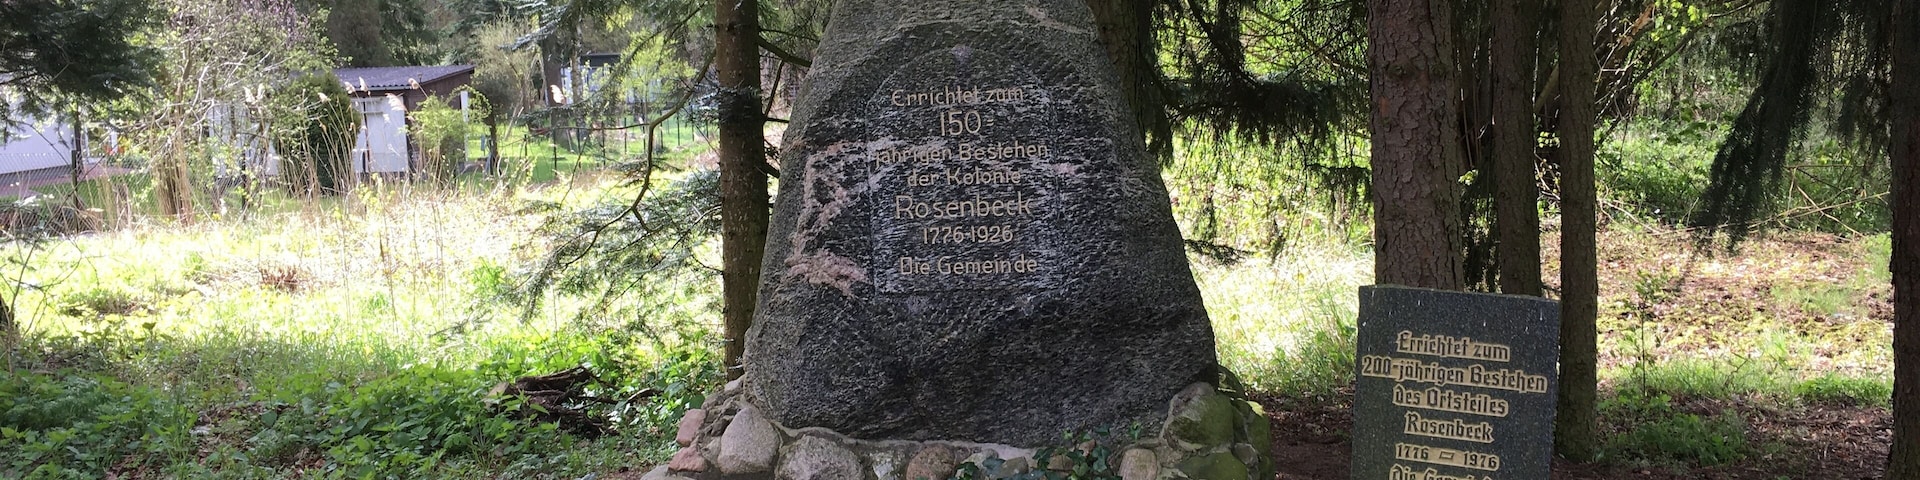 Errichtet zum
150-
jährigen Bestehen
der Kolonie
Rosenbeck
1776-1926
Die Gemeinde
Errichtet zum
200-jährigen Bestehen
des Ortsteiles
Rosenbeck
1776 - 1976
Die